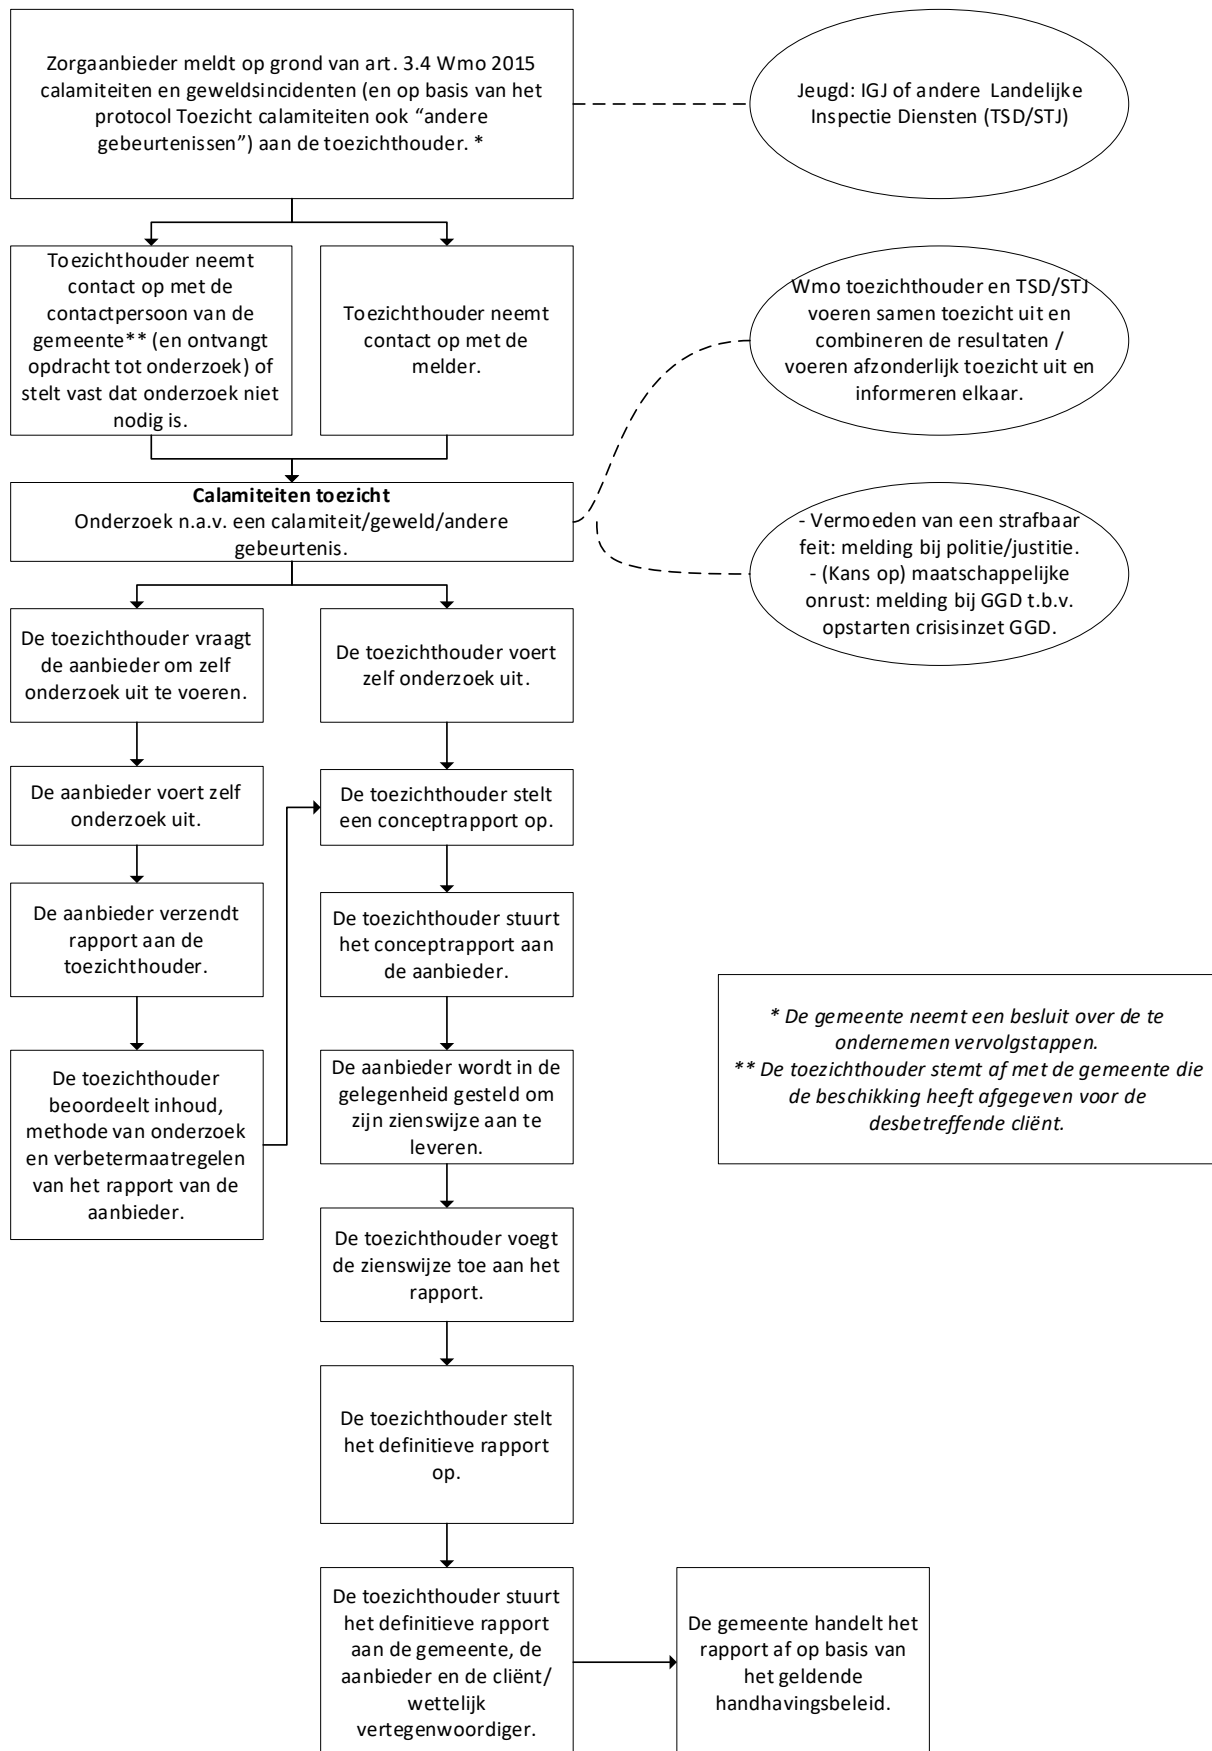 Zorgaanbieder meldt op grond van art. 3.4 Wmo 2015
calamiteiten en geweldsincidenten (en op basis van het
protocol Toezicht calamiteiten ook “andere
gebeurtenissen”) aan de toezichthouder. *
Jeugd: IGJ of andere Landelijke
Inspectie Diensten (TSD/STJ)
Toezichthouder neemt
contact op met de
contactpersoon van de
gemeente** (en ontvangt
opdracht tot onderzoek) of
stelt vast dat onderzoek niet
nodig is.
Toezichthouder neemt
contact op met de
melder.
Wmo toezichthouder en TSD/STJ
voeren samen toezicht uit en
combineren de resultaten /
voeren afzonderlijk toezicht uit en
informeren elkaar.
Calamiteiten toezicht
Onderzoek n.a.v. een calamiteit/geweld/andere
gebeurtenis.
- Vermoeden van een strafbaar
feit: melding bij politie/justitie.
- (Kans op) maatschappelijke
onrust: melding bij GGD t.b.v.
opstarten crisisinzet GGD.
De toezichthouder vraagt
de aanbieder om zelf
onderzoek uit te voeren.
De toezichthouder voert
zelf onderzoek uit.
De aanbieder voert zelf
onderzoek uit.
De toezichthouder stelt
een conceptrapport op.
De aanbieder verzendt
rapport aan de
toezichthouder.
De toezichthouder stuurt
het conceptrapport aan
de aanbieder.
De toezichthouder
beoordeelt inhoud,
methode van onderzoek
en verbetermaatregelen
van het rapport van de
aanbieder.
De aanbieder wordt in de
gelegenheid gesteld om
zijn zienswijze aan te
leveren.
* De gemeente neemt een besluit over de te
ondernemen vervolgstappen.
** De toezichthouder stemt af met de gemeente die
de beschikking heeft afgegeven voor de
desbetreffende cliënt.
De toezichthouder voegt
de zienswijze toe aan het
rapport.
De toezichthouder stelt
het definitieve rapport
op.
De toezichthouder stuurt
het definitieve rapport
aan de gemeente, de
aanbieder en de cliënt/
wettelijk
vertegenwoordiger.
De gemeente handelt het
rapport af op basis van
het geldende
handhavingsbeleid.